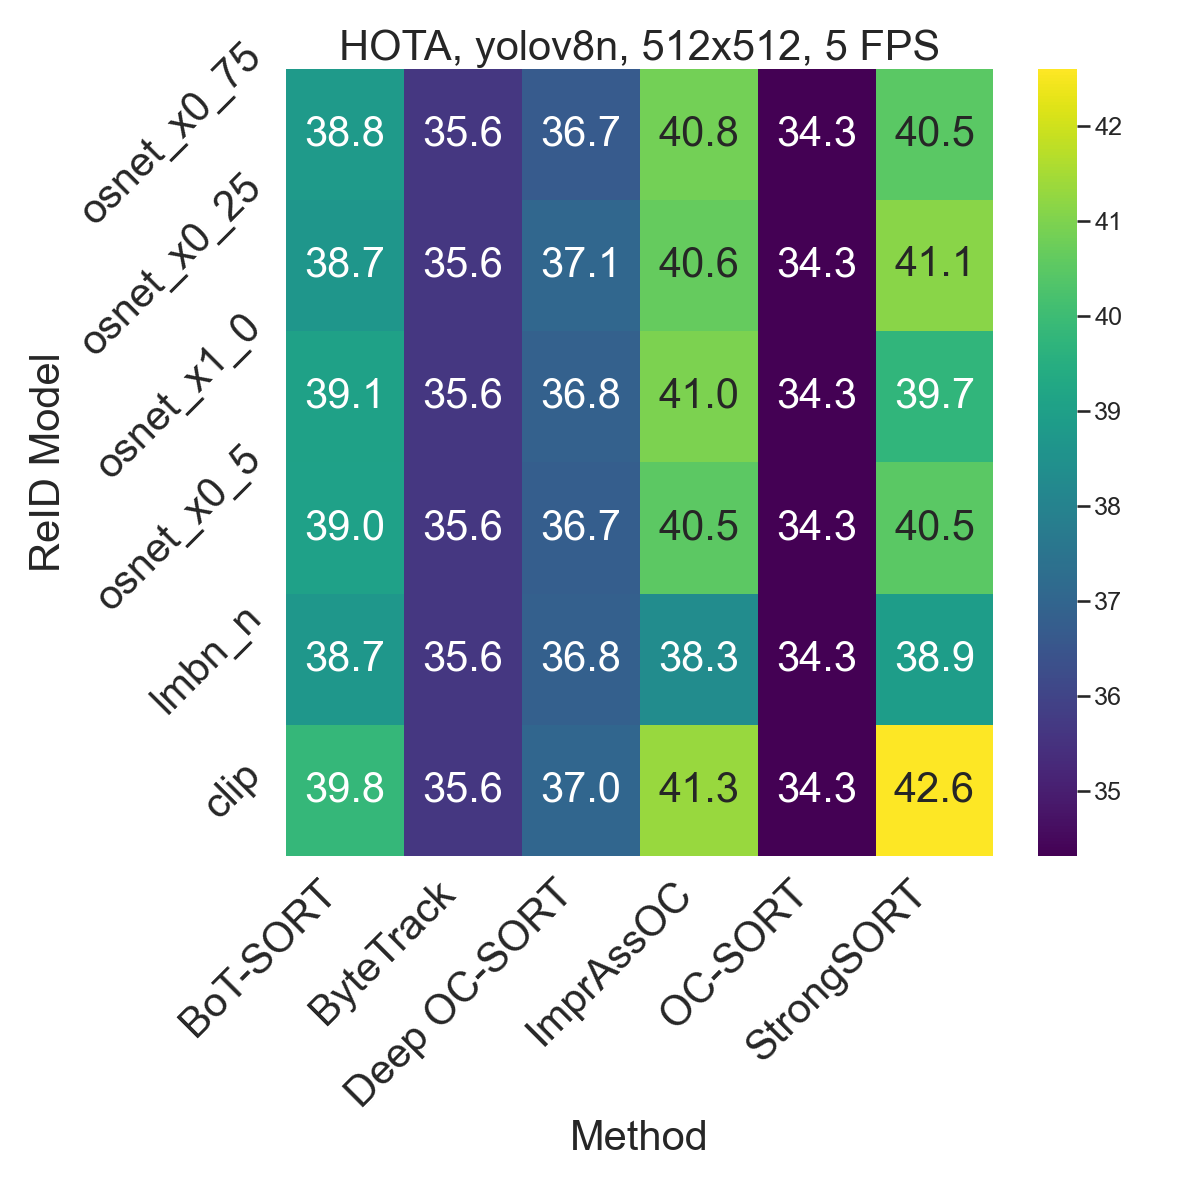 HOTA, yolov8n, 512x512, 5 FPS
ReID Model
osnet_x0_75 38.8 35.6 36.7 40.8 34.3 40.5
osnet_x0_25 38.7 35.6 37.1 40.6 34.3 41.1
osnet_x1_0 39.1 35.6 36.8 41.0 34.3 39.7
osnet_x0_5 39.0 35.6 36.7 40.5 34.3 40.5
lmbn_n 38.7 35.6 36.8 38.3 34.3 38.9
clip 39.8 35.6 37.0 41.3 34.3 42.6
BoT-SORT ByteTrack Deep OC-SORT ImprAssOC OC-SORT StrongSORT
Method
42
41
40
39
38
37
36
35